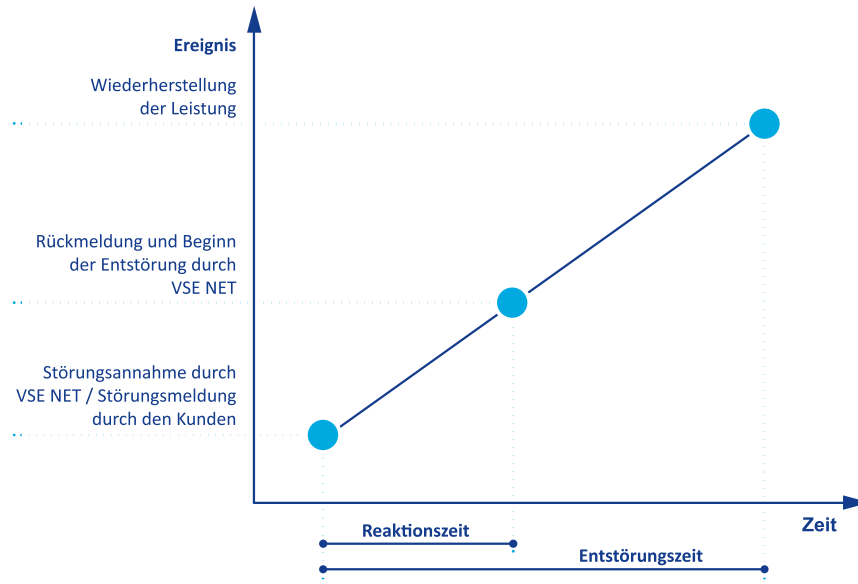 Ereignis
Wiederherstellung
der Leistung
Rückmeldung und Beginn
der Entstörung durch
VSE NET
Störungsannahme durch
VSE NET / Störungsmeldung
durch den Kunden
Zeit
Reaktionszeit
Entstörungszeit